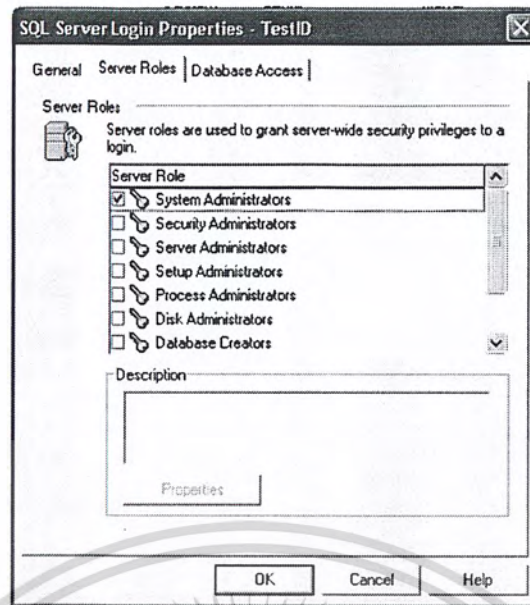 SQL Server Login Properties - TestID
General Server Roles Database Access
Server Roles
Server roles are used to grant server-wide security privileges to a
login.
Server Role
System Administrators
Security Administrators
Server Administrators
Setup Administrators
Process Administrators
Disk Administrators
Database Creators
Description
Properties
OK Cancel Help